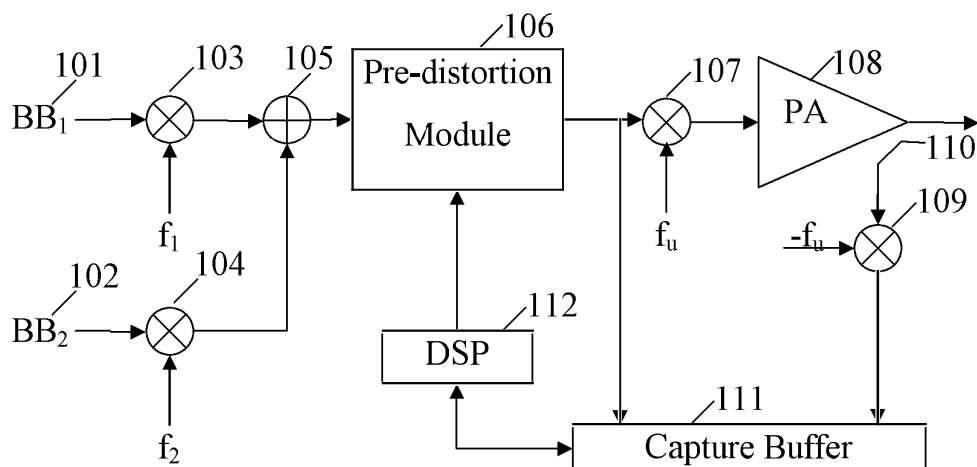 106
101
103
105
Pre-distortion
Module
107
108
BB₁
PA
110
109
f₁
fᵤ
-fᵤ
102
104
112
BB₂
DSP
111
f₂
Capture Buffer